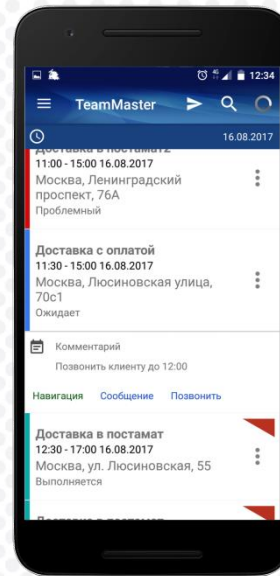 12:34
TeamMaster
16.08.2017
Доставка в постамат2
11:00 - 15:00 16.08.2017
Москва, Ленинградский
проспект, 76А
Проблемный
Доставка с оплатой
11:30 - 15:00 16.08.2017
Москва, Люсиновская улица,
70с1
Ожидает
Комментарий
Позвонить клиенту до 12:00
Навигация Сообщение Позвонить
Доставка в постамат
12:30 - 17:00 16.08.2017
Москва, ул. Люсиновская, 55
Выполняется